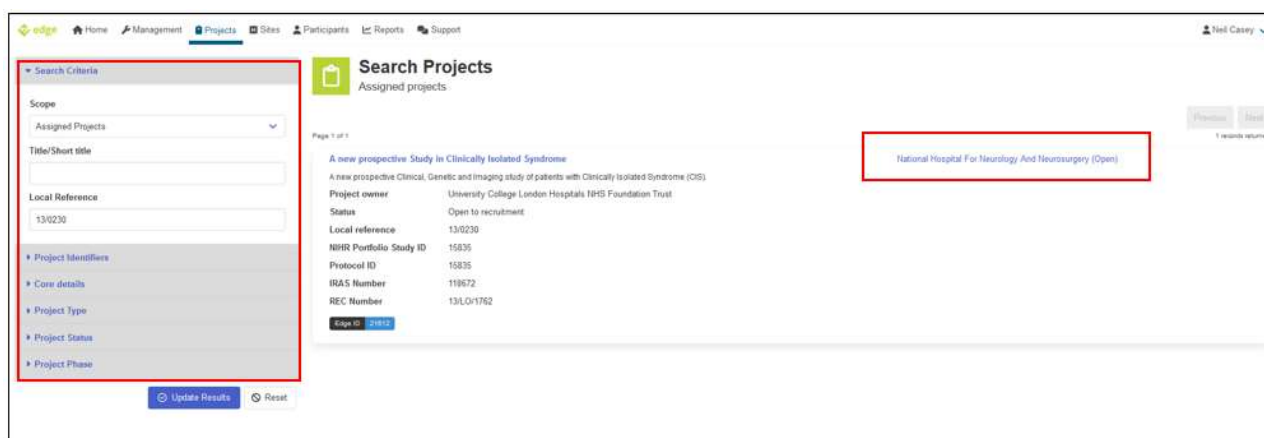 edge Home Management Projects Sites Participants Reports Support Neil Casey
Search Criteria
Scope
Assigned Projects
Title/Short title
Local Reference
13/0230
Project Identifiers
Core details
Project Type
Project Status
Project Phase
Update Results Reset
Search Projects
Assigned projects
Previous Next
Page 1 of 1 1 records returne
A new prospective Study in Clinically Isolated Syndrome National Hospital For Neurology And Neurosurgery (Open)
A new prospective Clinical, Genetic and Imaging study of patients with Clinically Isolated Syndrome (CIS).
Project owner University College London Hospitals NHS Foundation Trust
Status Open to recruitment
Local reference 13/0230
NIHR Portfolio Study ID 15835
Protocol ID 15835
IRAS Number 118672
REC Number 13/LO/1762
Edge ID